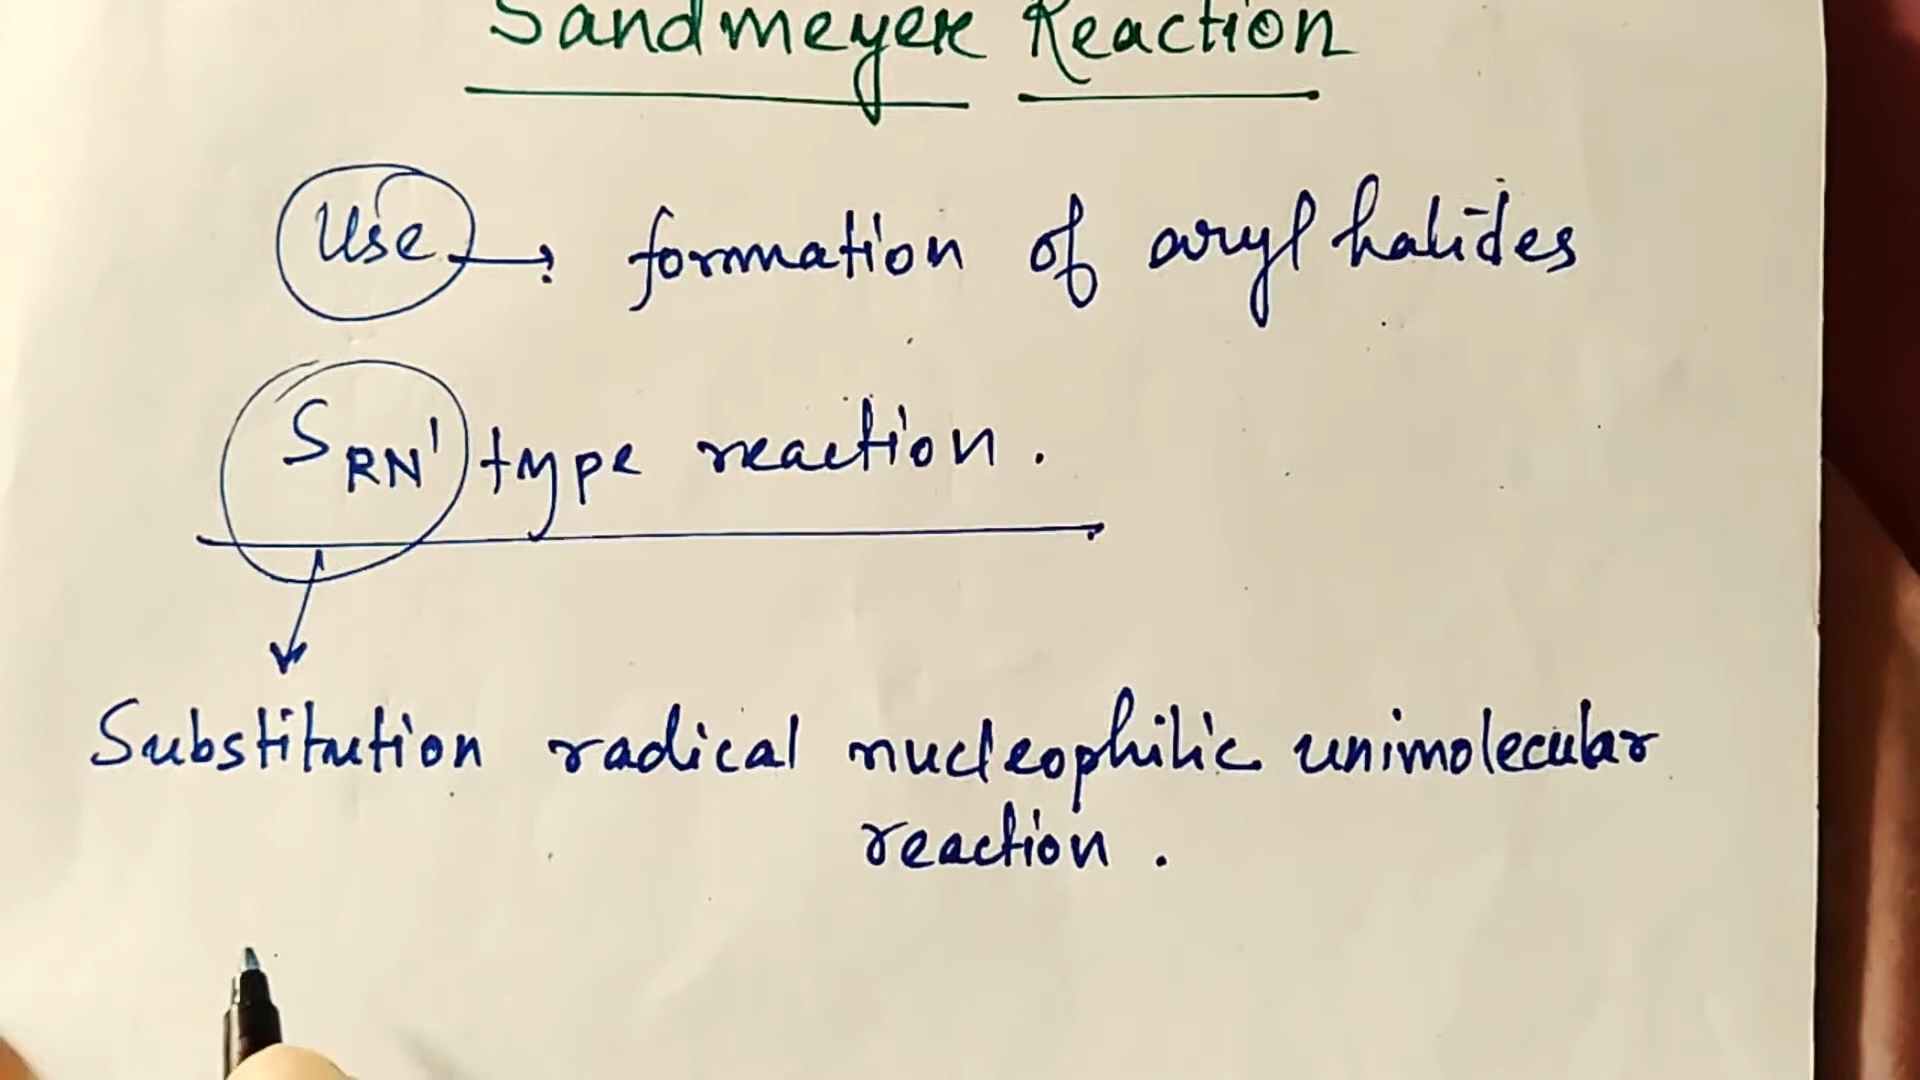 Sandmeyer Reaction
Use → formation of aryl halides
SRN1 type reaction.
Substitution radical nucleophilic unimolecular
reaction.